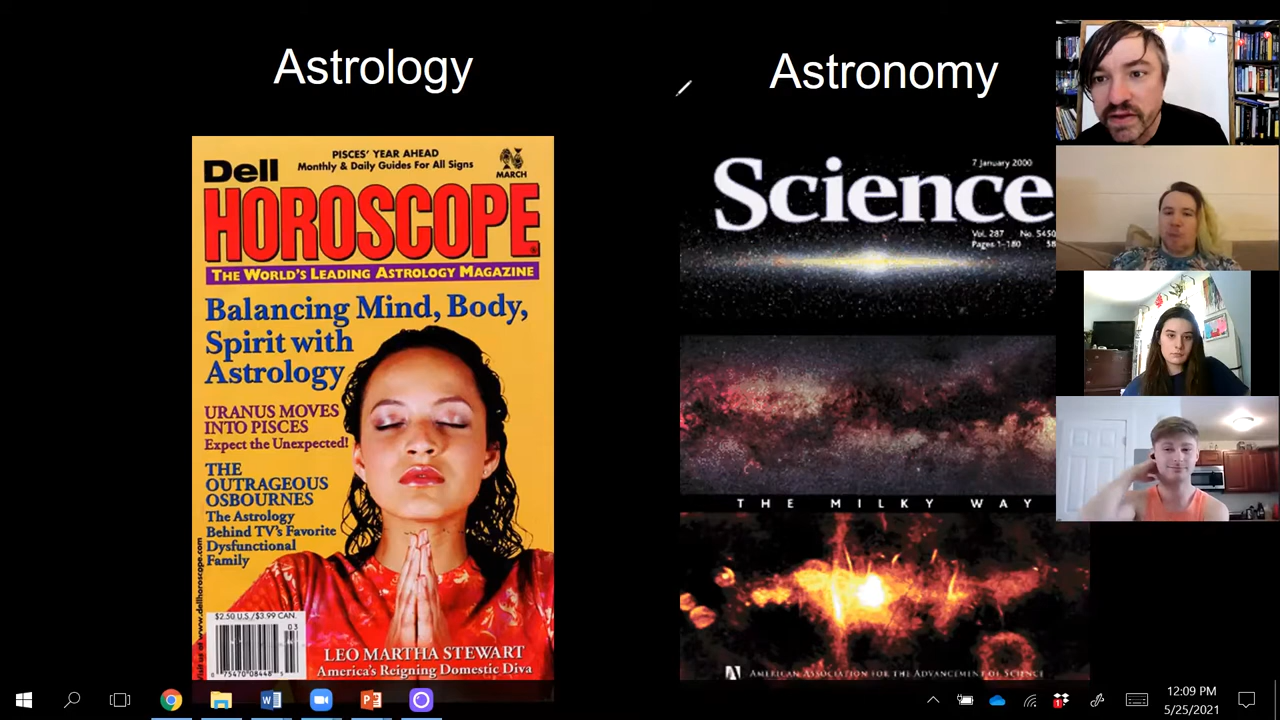 Astrology
Astronomy
Dell
PISCES' YEAR AHEAD
Monthly & Daily Guides For All Signs
MARCH
HOROSCOPE
THE WORLD'S LEADING ASTROLOGY MAGAZINE
Balancing Mind, Body,
Spirit with
Astrology
URANUS MOVES
INTO PISCES
Expect the Unexpected!
THE
OUTRAGEOUS
OSBOURNES
The Astrology
Behind TV's Favorite
Dysfunctional
Family
$2.50 U.S./$3.99 CAN.
03
LEO MARTHA STEWART
America's Reigning Domestic Diva
7 January 2000
Science
Vol. 287 No. 5450
Pages 1–180 $8
THE MILKY WAY
AMERICAN ASSOCIATION FOR THE ADVANCEMENT OF SCIENCE
12:09 PM
5/25/2021